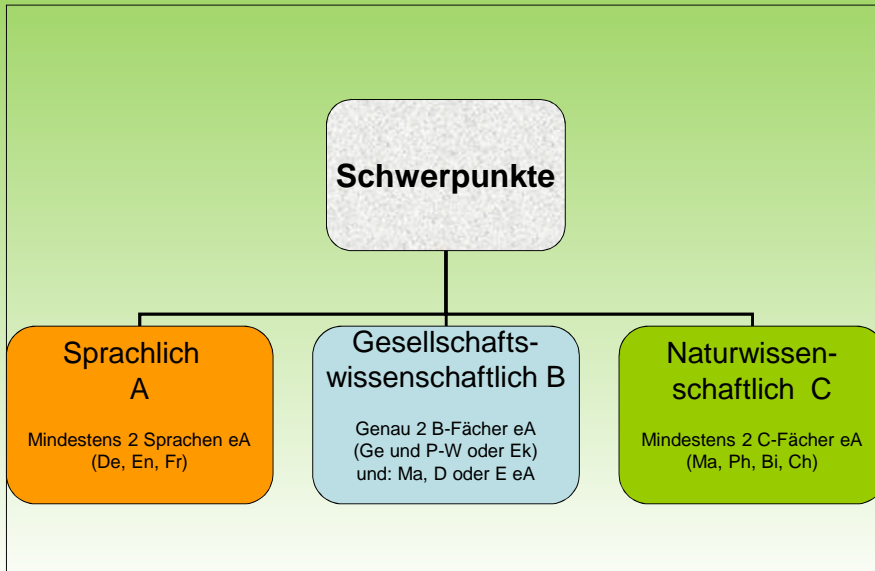 Schwerpunkte
Sprachlich
A
Mindestens 2 Sprachen eA
(De, En, Fr)
Gesellschafts-
wissenschaftlich B
Genau 2 B-Fächer eA
(Ge und P-W oder Ek)
und: Ma, D oder E eA
Naturwissen-
schaftlich C
Mindestens 2 C-Fächer eA
(Ma, Ph, Bi, Ch)